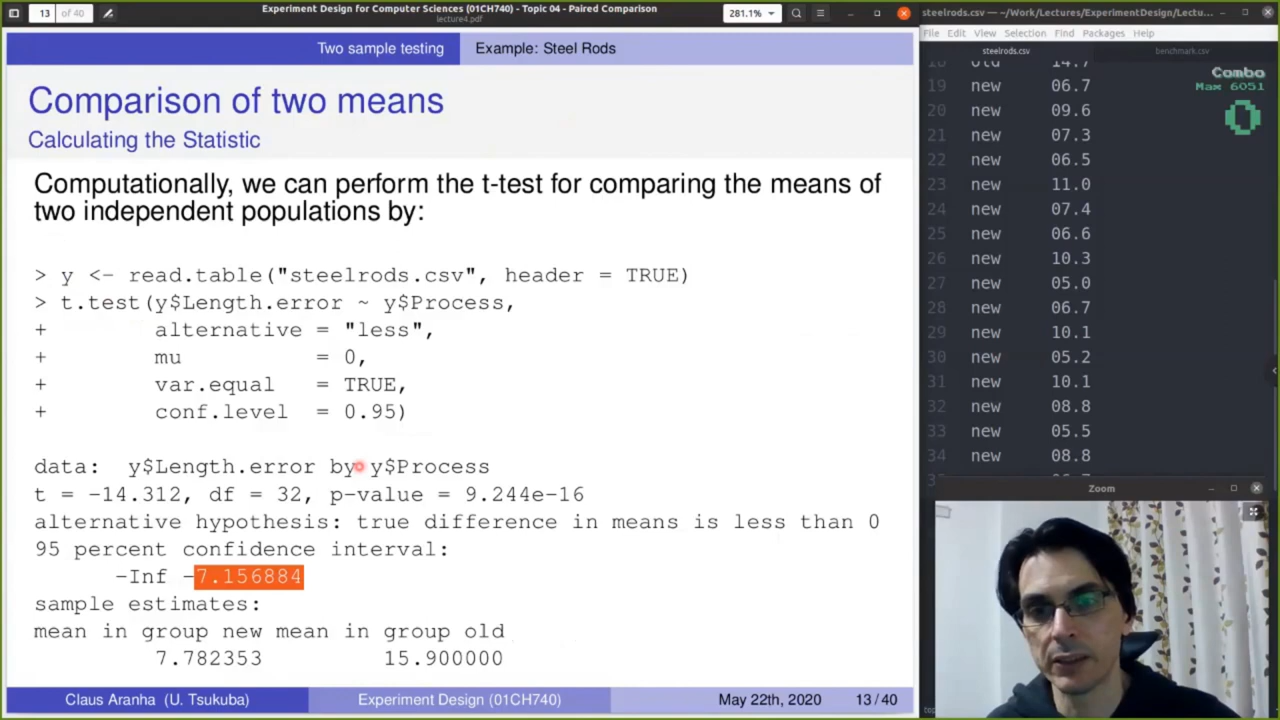 13 of 40
Experiment Design for Computer Sciences (01CH740) - Topic 04 - Paired Comparison
lecture4.pdf
281.1%
Two sample testing
Example: Steel Rods
Comparison of two means
Calculating the Statistic
Computationally, we can perform the t-test for comparing the means of
two independent populations by:
> y <- read.table("steelrods.csv", header = TRUE)
> t.test(y$Length.error ~ y$Process,
+ alternative = "less",
+ mu = 0,
+ var.equal = TRUE,
+ conf.level = 0.95)
data: y$Length.error by y$Process
t = -14.312, df = 32, p-value = 9.244e-16
alternative hypothesis: true difference in means is less than 0
95 percent confidence interval:
-Inf -7.156884
sample estimates:
mean in group new mean in group old
7.782353 15.900000
Claus Aranha (U. Tsukuba)
Experiment Design (01CH740)
May 22th, 2020
13 / 40
steelrods.csv — ~/Work/Lectures/ExperimentDesign/Lectu...
File Edit View Selection Find Packages Help
steelrods.csv
benchmark.csv
Combo
Max 6051
0
18 old 14.7
19 new 06.7
20 new 09.6
21 new 07.3
22 new 06.5
23 new 11.0
24 new 07.4
25 new 06.6
26 new 10.3
27 new 05.0
28 new 06.7
29 new 10.1
30 new 05.2
31 new 10.1
32 new 08.8
33 new 05.5
34 new 08.8
Zoom